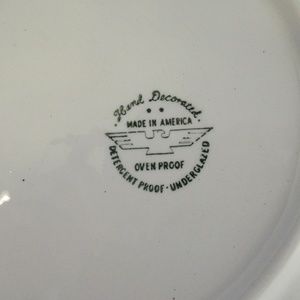 ·Hand Decorated·
MADE IN AMERICA
OVEN PROOF
DETERGENT PROOF · UNDERGLAZED